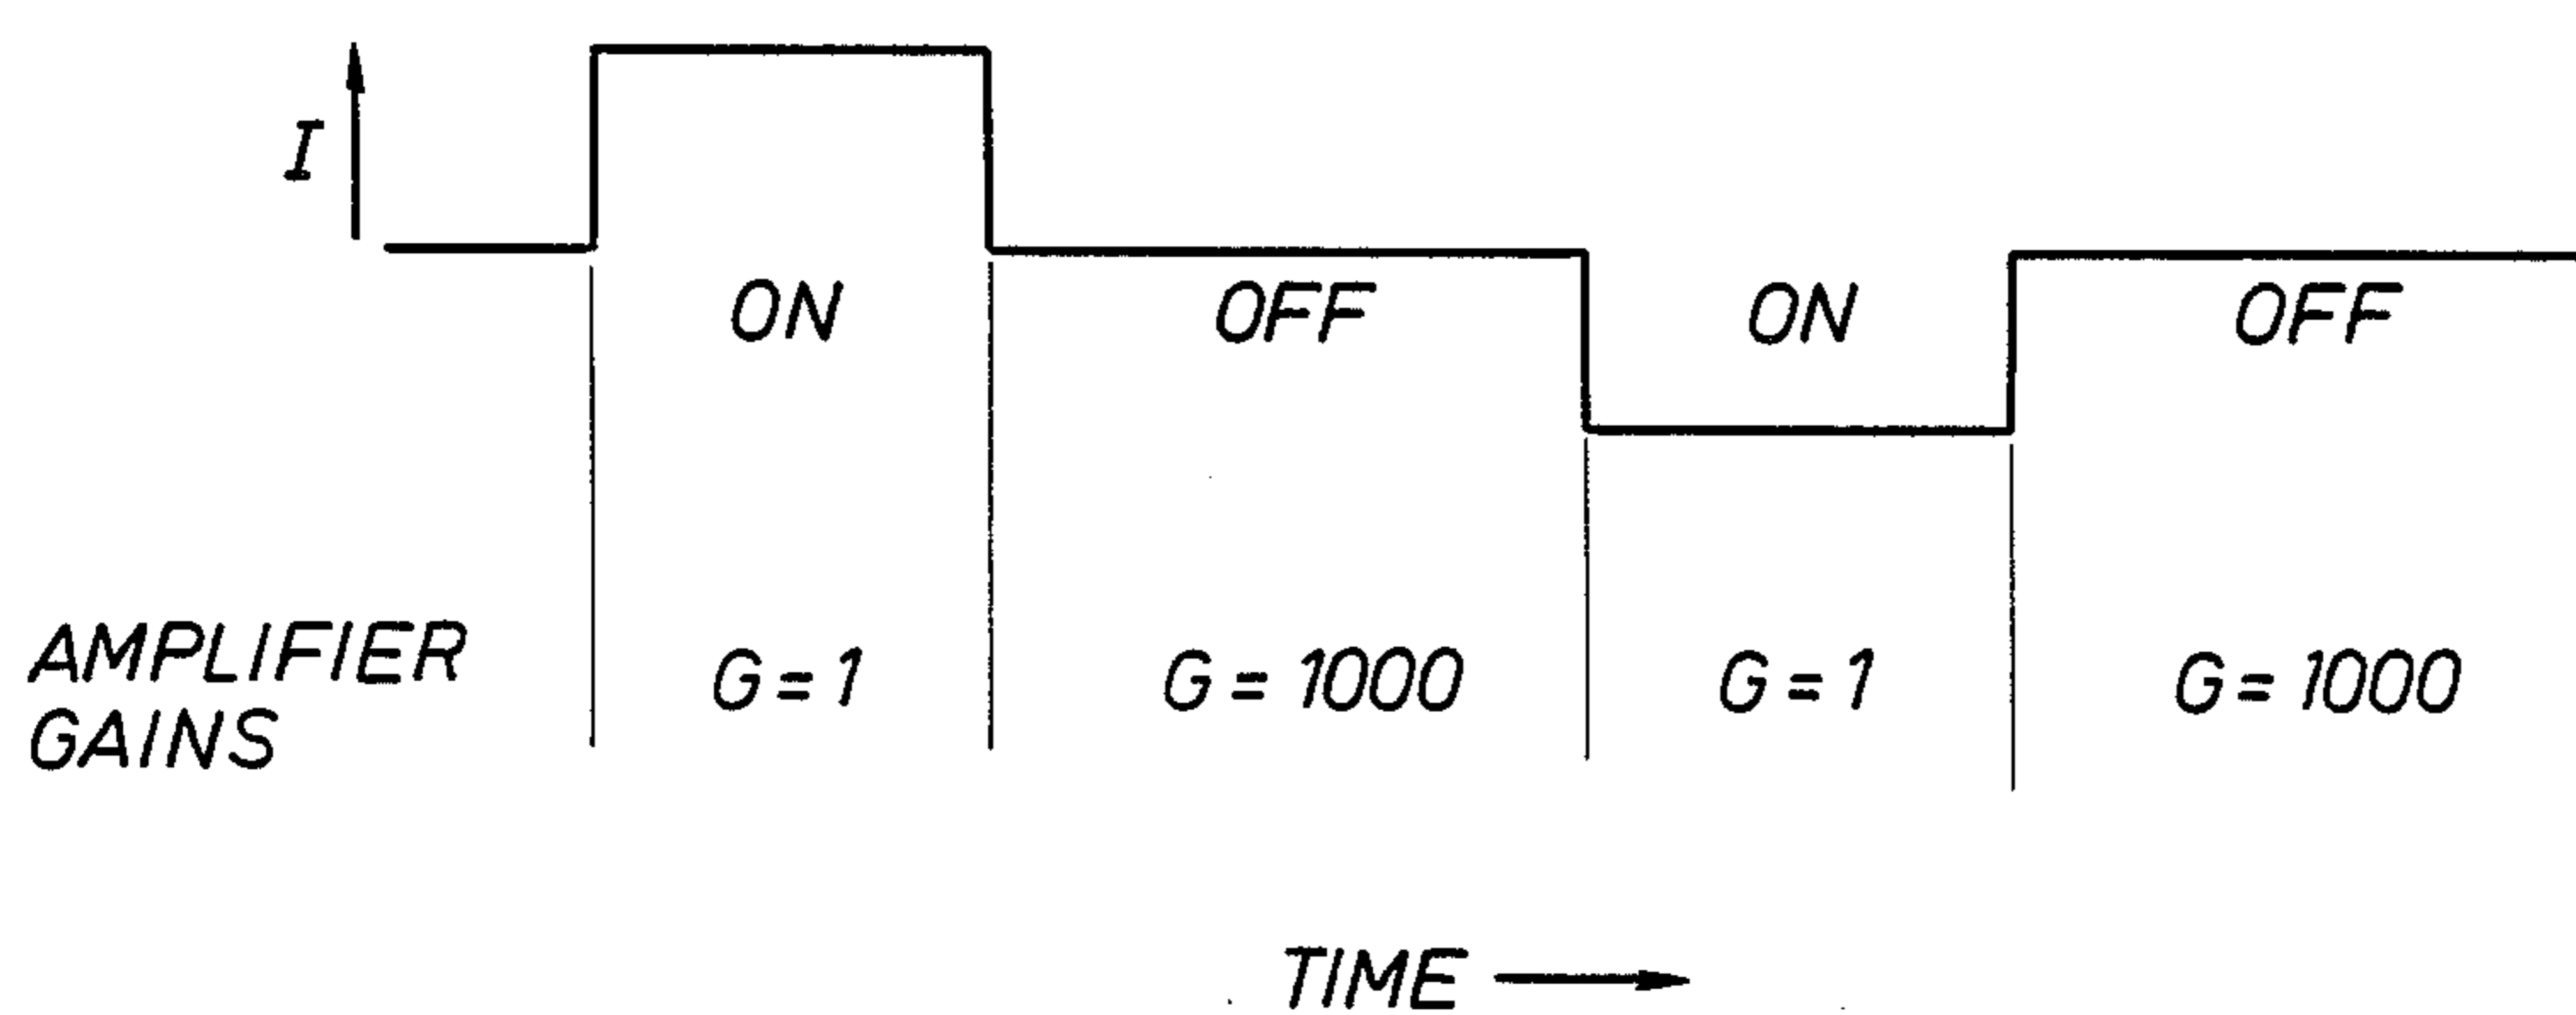 I
ON OFF ON OFF
AMPLIFIER
GAINS
G = 1 G = 1000 G = 1 G = 1000
TIME